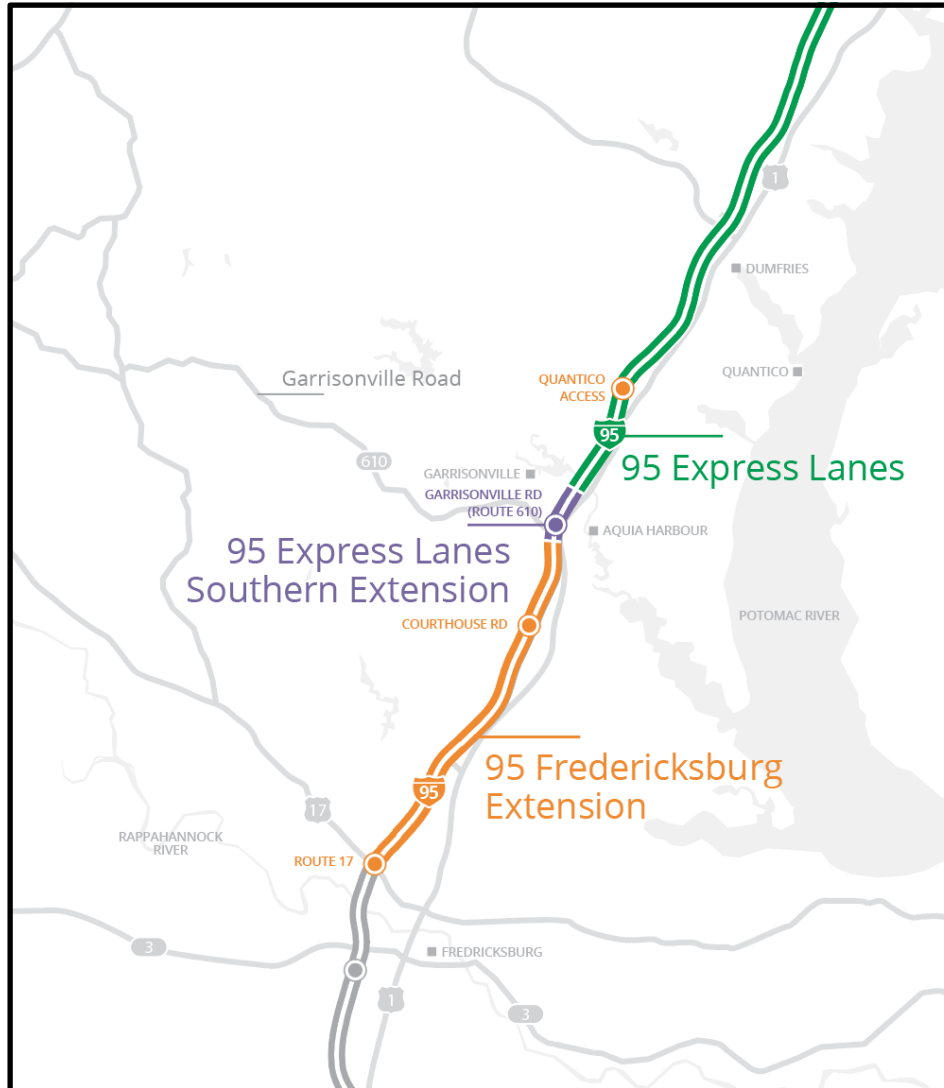 1
DUMFRIES
QUANTICO
Garrisonville Road
QUANTICO
ACCESS
95
95 Express Lanes
610
GARRISONVILLE
GARRISONVILLE RD
(ROUTE 610)
AQUIA HARBOUR
95 Express Lanes
Southern Extension
COURTHOUSE RD
POTOMAC RIVER
95 Fredericksburg
Extension
95
17
RAPPAHANNOCK
RIVER
ROUTE 17
3
FREDRICKSBURG
1
3